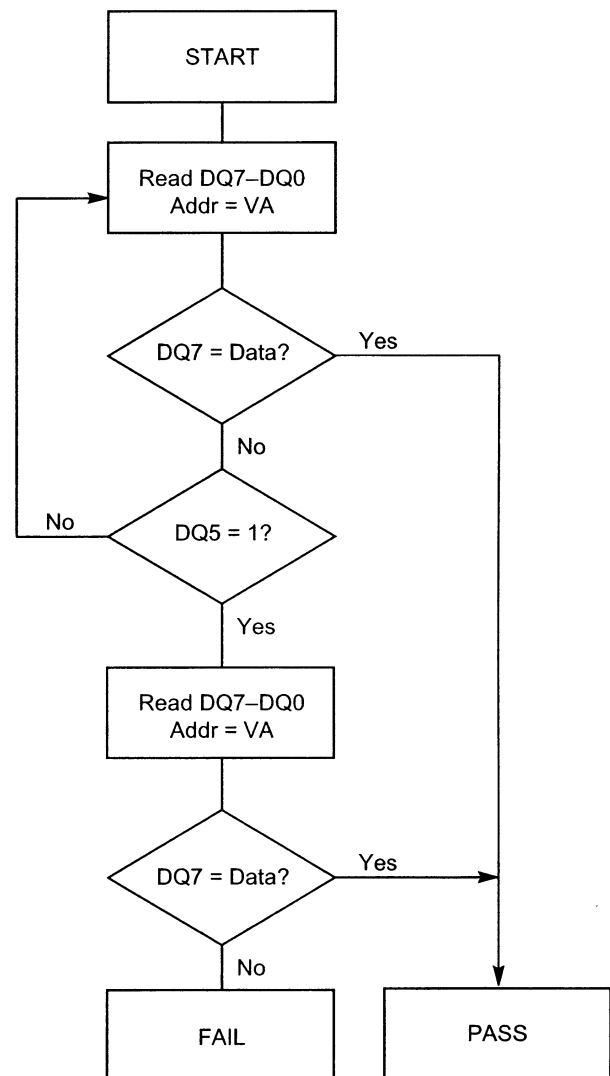 START
Read DQ7–DQ0
Addr = VA
DQ7 = Data?
Yes
No
DQ5 = 1?
No
Yes
Read DQ7–DQ0
Addr = VA
DQ7 = Data?
Yes
No
FAIL
PASS